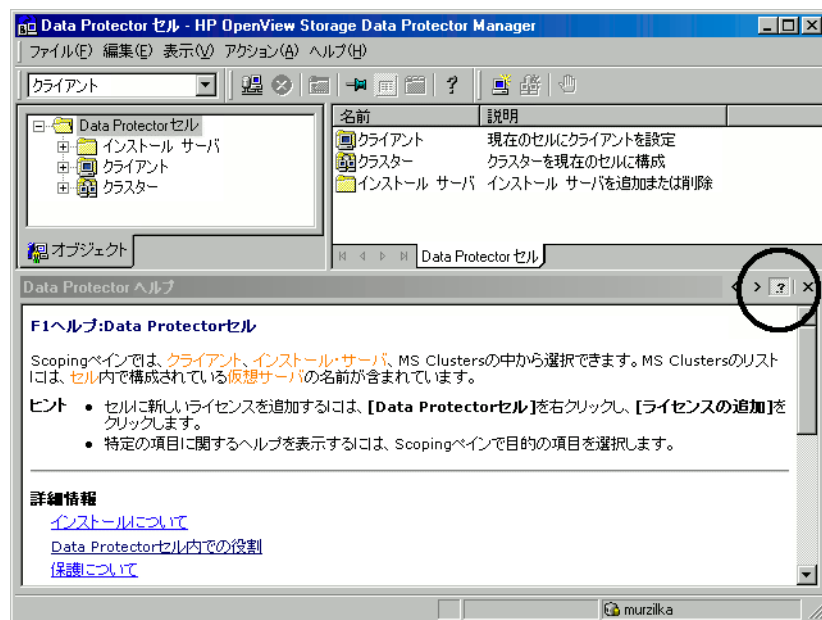 Data Protector セル - HP OpenView Storage Data Protector Manager
ファイル(F) 編集(E) 表示(V) アクション(A) ヘルプ(H)
クライアント
Data Protectorセル
インストール サーバ
クライアント
クラスター
オブジェクト
名前 説明
クライアント 現在のセルにクライアントを設定
クラスター クラスターを現在のセルに構成
インストール サーバ インストール サーバを追加または削除
Data Protector セル
Data Protector ヘルプ
F1ヘルプ:Data Protectorセル
Scopingペインでは、クライアント、インストール・サーバ、MS Clustersの中から選択できます。MS Clustersのリスト
には、セル内で構成されている仮想サーバの名前が含まれています。
ヒント • セルに新しいライセンスを追加するには、[Data Protectorセル]を右クリックし、[ライセンスの追加]を
クリックします。
• 特定の項目に関するヘルプを表示するには、Scopingペインで目的の項目を選択します。
詳細情報
インストールについて
Data Protectorセル内での役割
保護について
murzilka